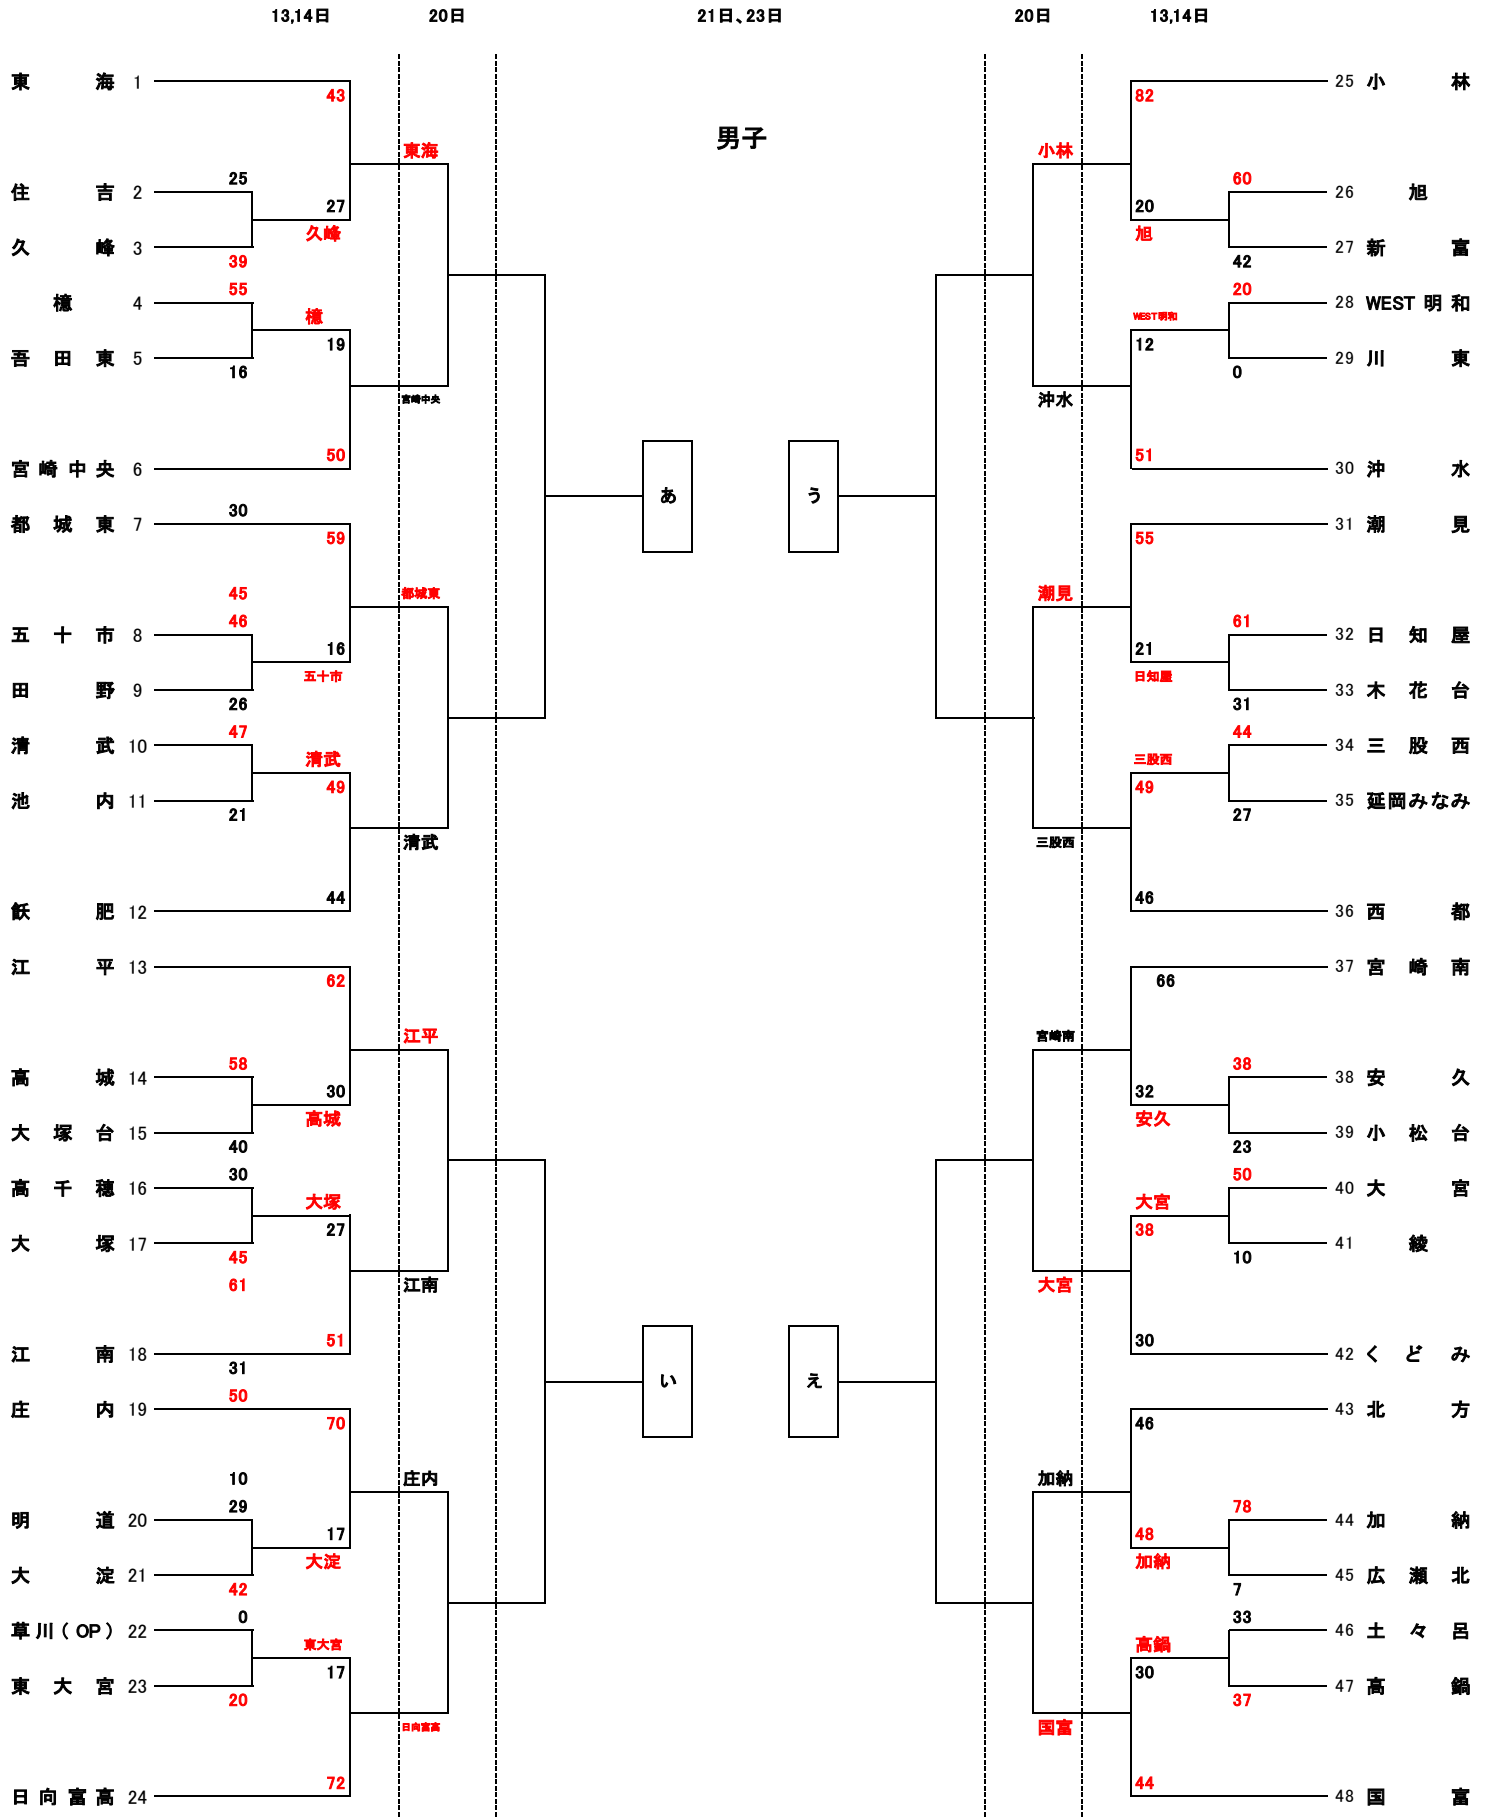 13,14日 20日 21日、23日 20日 13,14日
東海 1 25 小林
43 82
男子
東海 小林
25 60
住吉 2 26 旭
27 20
久峰 旭
久峰 3 27 新富
39 42
55 20
檍 4 28 WEST明和
檍 WEST明和
19 12
吾田東 5 29 川東
16 0
宮崎中央 沖水
50 51
宮崎中央 6 30 沖水
あ う
30
都城東 7 31 潮見
59 55
45 都城東 潮見
46 61
五十市 8 32 日知屋
16 21
五十市 日知屋
田野 9 33 木花台
26 31
47 44
清武 10 34 三股西
清武 三股西
49 49
池内 11 35 延岡みなみ
21 27
清武 三股西
44 46
飫肥 12 36 西都
江平 13 37 宮崎南
62 66
江平 宮崎南
58 38
高城 14 38 安久
30 32
高城 安久
大塚台 15 39 小松台
40 23
30 50
高千穂 16 40 大宮
大塚 大宮
27 38
大塚 17 41 綾
45 10
61 江南 大宮
51 30
江南 18 42 くどみ
31
い え
50
庄内 19 43 北方
70 46
10 庄内 加納
29 78
明道 20 44 加納
17 48
大淀 加納
大淀 21 45 広瀬北
42 7
0 33
草川(OP) 22 46 土々呂
東大宮 高鍋
17 30
東大宮 23 47 高鍋
20 37
日向富高 国富
72 44
日向富高 24 48 国富